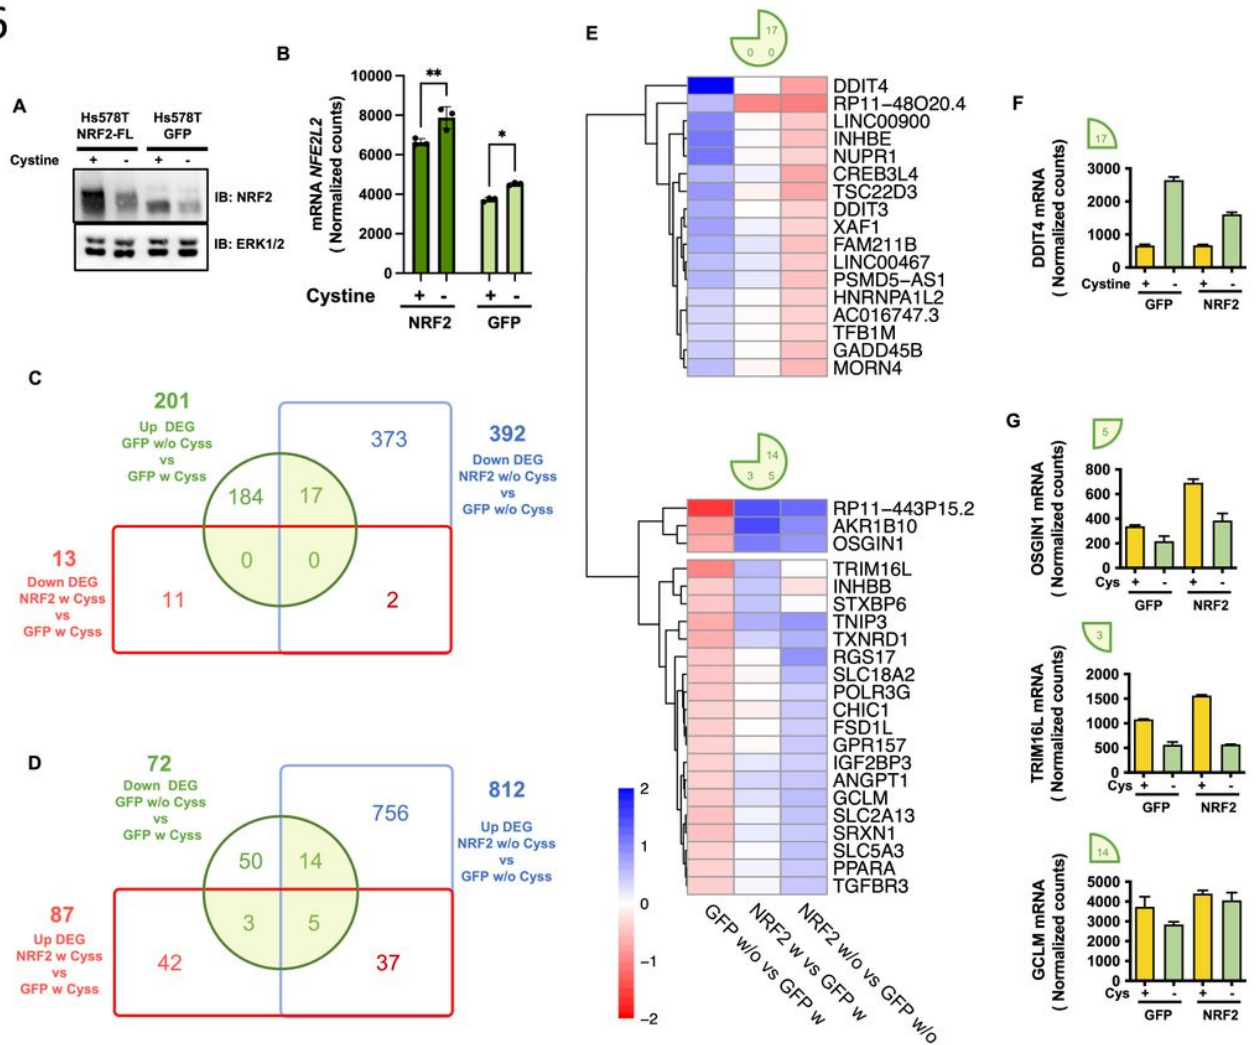 6
A
Hs578T
NRF2-FL
Hs578T
GFP
Cystine
+ - + -
IB: NRF2
IB: ERK1/2
B
mRNA NFE2L2
( Normalized counts)
10000
8000
6000
4000
2000
0
**
*
Cystine
+ - + -
NRF2
GFP
C
201
Up DEG
GFP w/o Cyss
vs
GFP w Cyss
373
392
Down DEG
NRF2 w/o Cyss
vs
GFP w/o Cyss
184
17
0
0
13
Down DEG
NRF2 w Cyss
vs
GFP w Cyss
11
2
D
72
Down DEG
GFP w/o Cyss
vs
GFP w Cyss
756
812
Up DEG
NRF2 w/o Cyss
vs
GFP w/o Cyss
50
14
3
5
87
Up DEG
NRF2 w Cyss
vs
GFP w Cyss
42
37
E
17
0 0
DDIT4
RP11-48O20.4
LINC00900
INHBE
NUPR1
CREB3L4
TSC22D3
DDIT3
XAF1
FAM211B
LINC00467
PSMD5-AS1
HNRNPA1L2
AC016747.3
TFB1M
GADD45B
MORN4
14
3 5
RP11-443P15.2
AKR1B10
OSGIN1
TRIM16L
INHBB
STXBP6
TNIP3
TXNRD1
RGS17
SLC18A2
POLR3G
CHIC1
FSD1L
GPR157
IGF2BP3
ANGPT1
GCLM
SLC2A13
SRXN1
SLC5A3
PPARA
TGFBR3
2
1
0
-1
-2
GFP w/o vs GFP w
NRF2 w vs GFP w
NRF2 w/o vs GFP w/o
F
17
DDIT4 mRNA
( Normalized counts)
3000
2000
1000
0
Cystine
+ - + -
GFP
NRF2
G
5
OSGIN1 mRNA
( Normalized counts)
800
600
400
200
0
Cys
+ - + -
GFP
NRF2
3
TRIM16L mRNA
( Normalized counts)
2000
1500
1000
500
0
Cys
+ - + -
GFP
NRF2
14
GCLM mRNA
( Normalized counts)
5000
4000
3000
2000
1000
0
Cys
+ - + -
GFP
NRF2